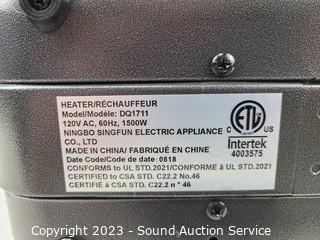 HEATER/RÉCHAUFFEUR
Model/Modèle: DQ1711
120V AC, 60Hz, 1500W
NINGBO SINGFUN ELECTRIC APPLIANCE
CO., LTD
MADE IN CHINA/ FABRIQUÉ EN CHINE
Date Code/Code de date: 0818
CONFORMS to UL STD.2021/CONFORME à UL STD.2021
CERTIFIED to CSA STD. C22.2 No.46
CERTIFIÉ à CSA STD. C22.2 n° 46
ETL
C US
Intertek
4003575
Copyright 2023 - Sound Auction Service